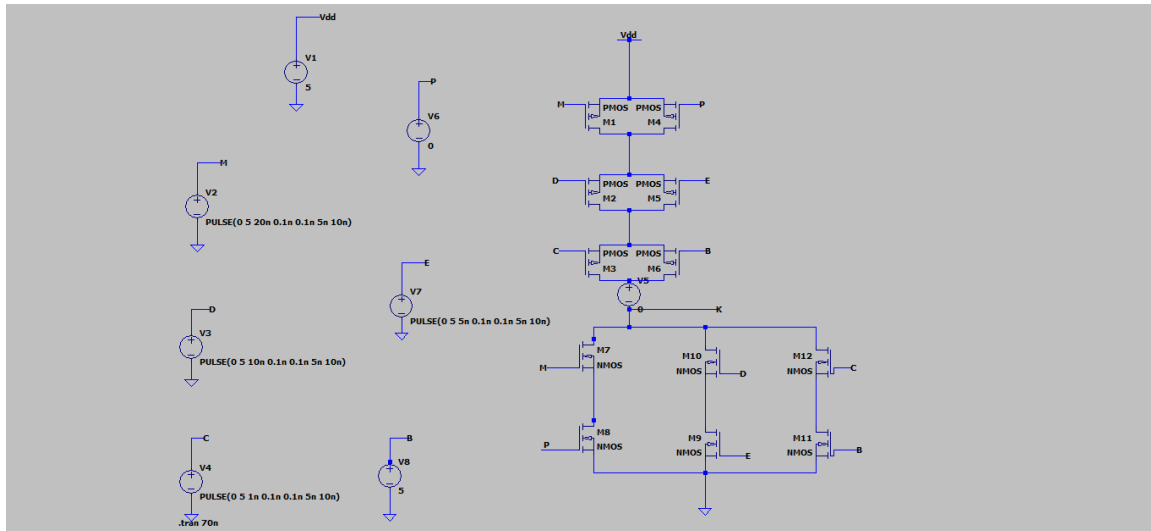 Vdd
V1
5
P
V6
0
M
V2
PULSE(0 5 20n 0.1n 0.1n 5n 10n)
E
V7
PULSE(0 5 5n 0.1n 0.1n 5n 10n)
D
V3
PULSE(0 5 10n 0.1n 0.1n 5n 10n)
C
V4
PULSE(0 5 1n 0.1n 0.1n 5n 10n)
.tran 70n
B
V8
5
Vdd
M PMOS PMOS P
M1 M4
D PMOS PMOS E
M2 M5
C PMOS PMOS B
M3 M6
V5
0 K
M7 M10 M12
M NMOS NMOS D NMOS C
M8 M9 M11
P NMOS NMOS E NMOS B